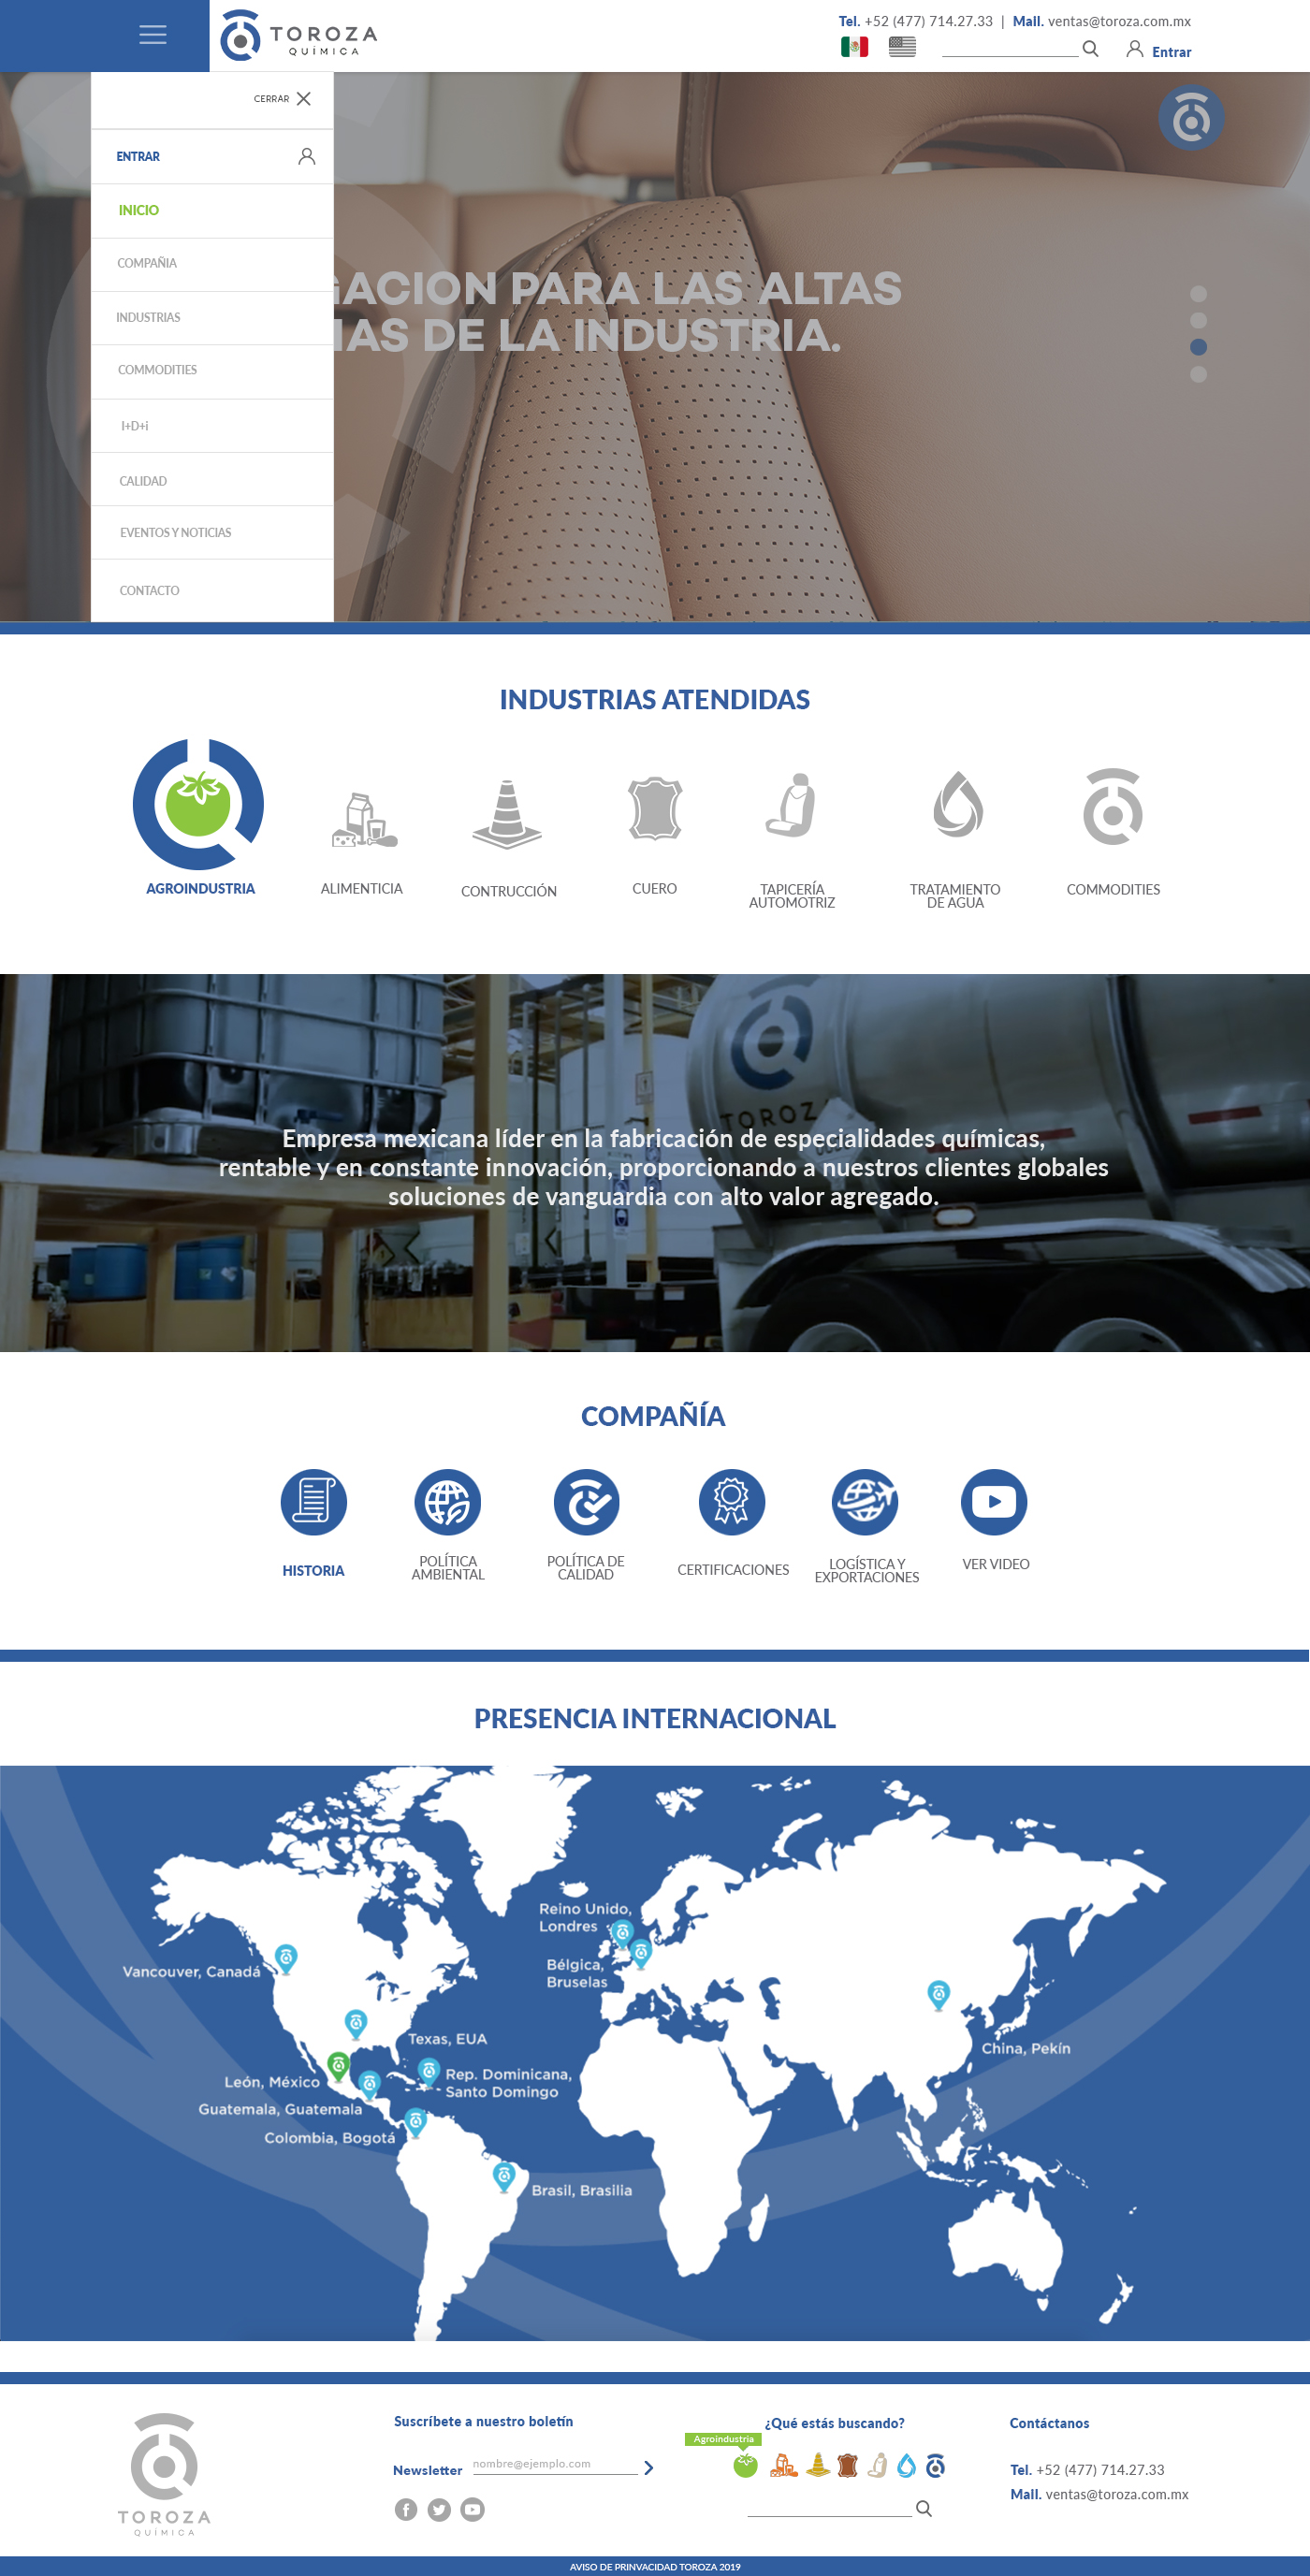 TOROZA
QUÍMICA
Tel. +52 (477) 714.27.33 | Mail. ventas@toroza.com.mx
Entrar
CERRAR
ENTRAR
INICIO
COMPAÑIA
INDUSTRIAS
COMMODITIES
I+D+i
CALIDAD
EVENTOS Y NOTICIAS
CONTACTO
GACION PARA LAS ALTAS
IAS DE LA INDUSTRIA.
INDUSTRIAS ATENDIDAS
AGROINDUSTRIA
ALIMENTICIA
CONTRUCCIÓN
CUERO
TAPICERÍA
AUTOMOTRIZ
TRATAMIENTO
DE AGUA
COMMODITIES
TOROZA
Empresa mexicana líder en la fabricación de especialidades químicas,
rentable y en constante innovación, proporcionando a nuestros clientes globales
soluciones de vanguardia con alto valor agregado.
COMPAÑÍA
HISTORIA
POLÍTICA
AMBIENTAL
POLÍTICA DE
CALIDAD
CERTIFICACIONES
LOGÍSTICA Y
EXPORTACIONES
VER VIDEO
PRESENCIA INTERNACIONAL
Reino Unido,
Londres
Bélgica,
Bruselas
Vancouver, Canadá
Texas, EUA
China, Pekín
León, México
Rep. Dominicana,
Santo Domingo
Guatemala, Guatemala
Colombia, Bogotá
Brasil, Brasilia
TOROZA
QUÍMICA
Suscríbete a nuestro boletín
Newsletter nombre@ejemplo.com
¿Qué estás buscando?
Agroindustria
Contáctanos
Tel. +52 (477) 714.27.33
Mail. ventas@toroza.com.mx
AVISO DE PRINVACIDAD TOROZA 2019